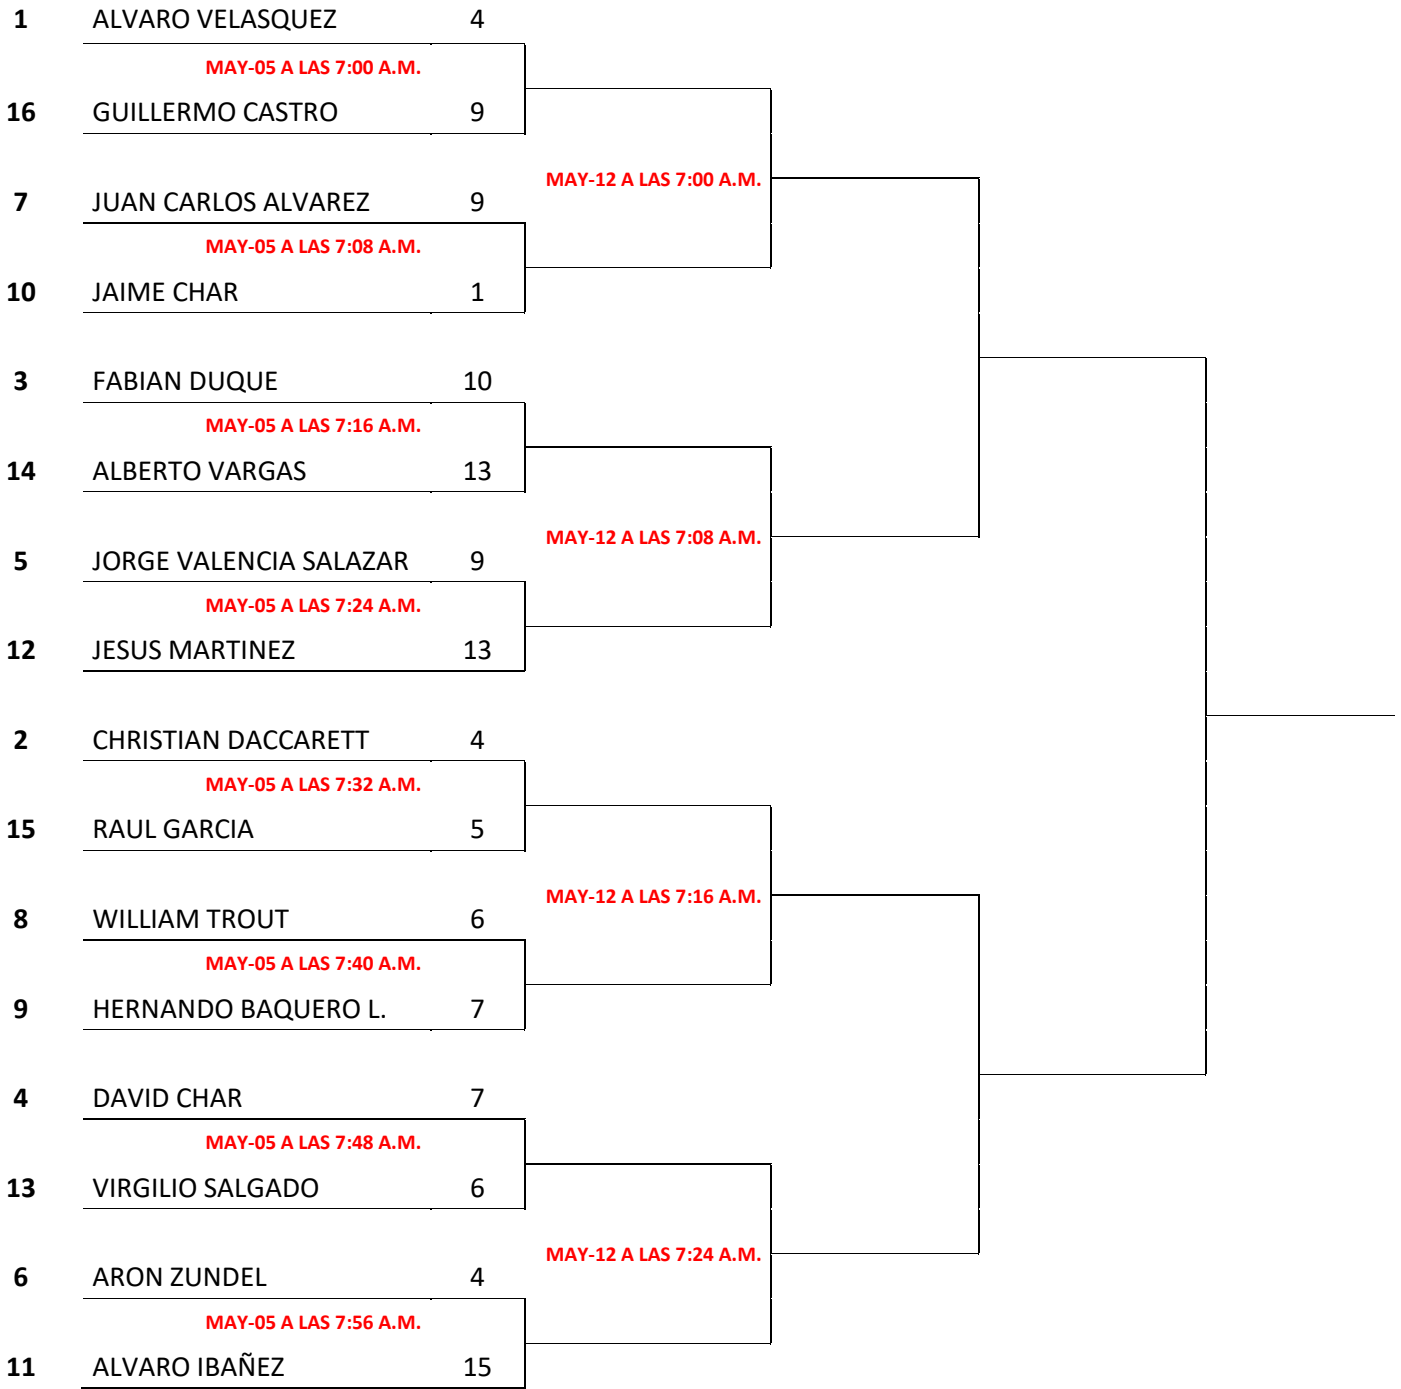 1 ALVARO VELASQUEZ 4
MAY-05 A LAS 7:00 A.M.
16 GUILLERMO CASTRO 9
MAY-12 A LAS 7:00 A.M.
7 JUAN CARLOS ALVAREZ 9
MAY-05 A LAS 7:08 A.M.
10 JAIME CHAR 1
3 FABIAN DUQUE 10
MAY-05 A LAS 7:16 A.M.
14 ALBERTO VARGAS 13
MAY-12 A LAS 7:08 A.M.
5 JORGE VALENCIA SALAZAR 9
MAY-05 A LAS 7:24 A.M.
12 JESUS MARTINEZ 13
2 CHRISTIAN DACCARETT 4
MAY-05 A LAS 7:32 A.M.
15 RAUL GARCIA 5
MAY-12 A LAS 7:16 A.M.
8 WILLIAM TROUT 6
MAY-05 A LAS 7:40 A.M.
9 HERNANDO BAQUERO L. 7
4 DAVID CHAR 7
MAY-05 A LAS 7:48 A.M.
13 VIRGILIO SALGADO 6
MAY-12 A LAS 7:24 A.M.
6 ARON ZUNDEL 4
MAY-05 A LAS 7:56 A.M.
11 ALVARO IBAÑEZ 15